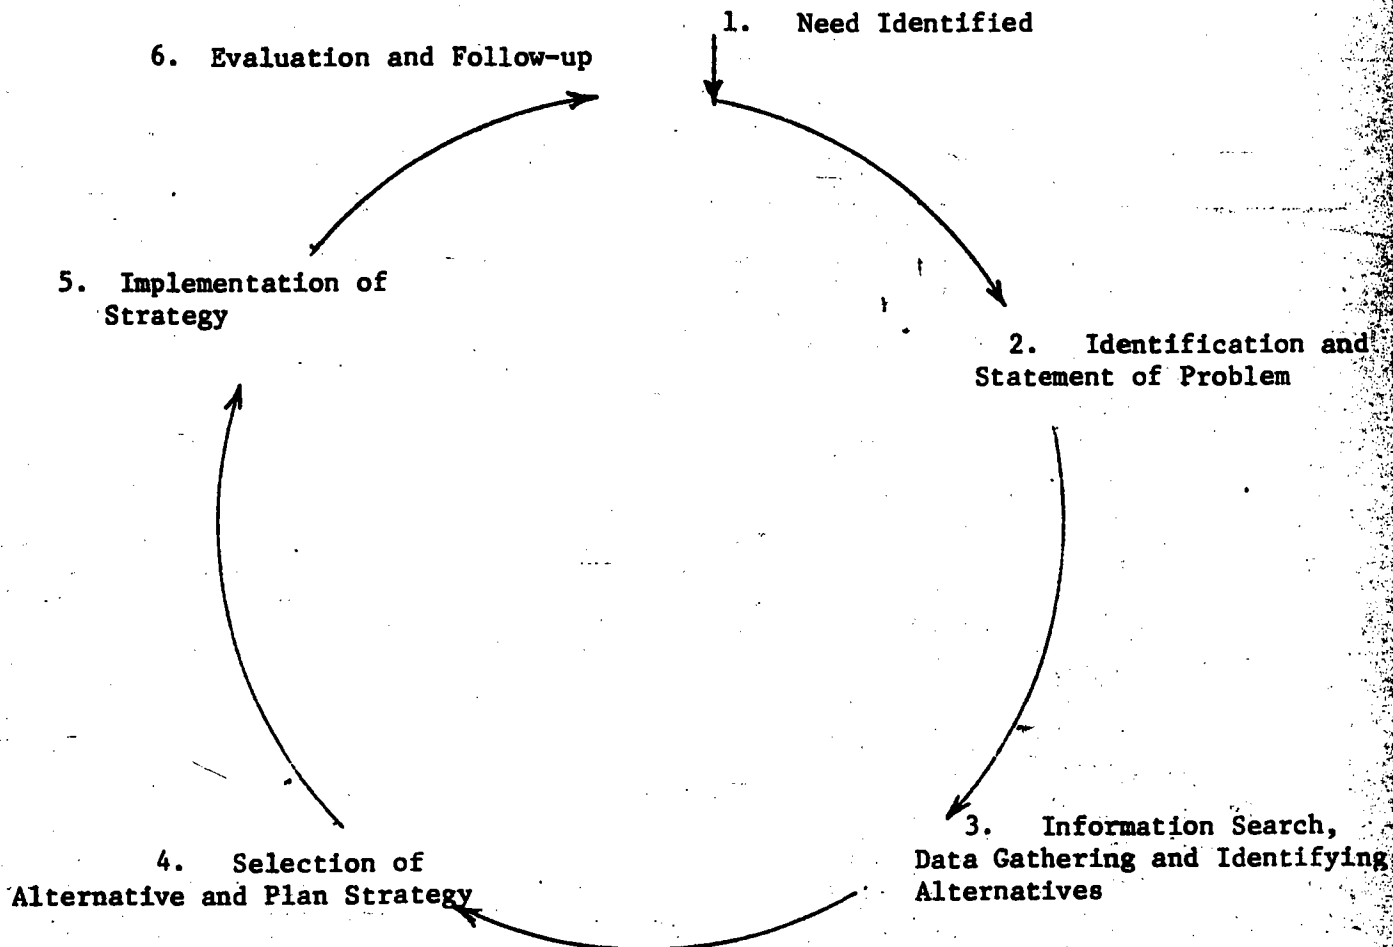 1. Need Identified
6. Evaluation and Follow-up
5. Implementation of
Strategy
2. Identification and
Statement of Problem
3. Information Search,
Data Gathering and Identifying
Alternatives
4. Selection of
Alternative and Plan Strategy